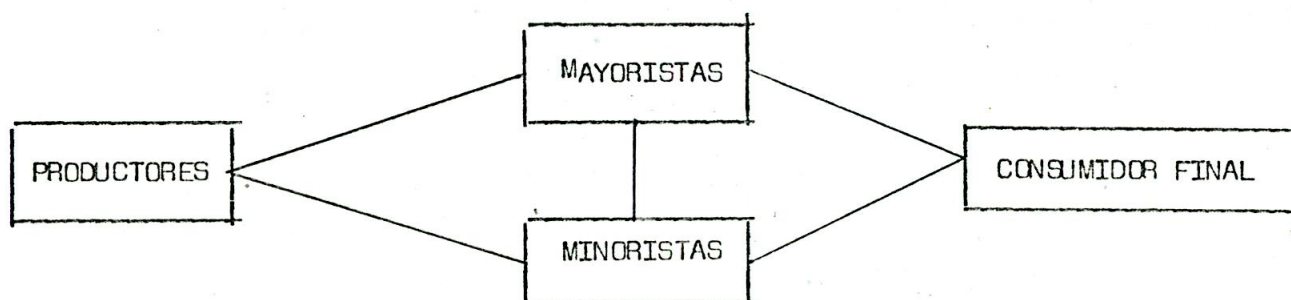 MAYORISTAS
PRODUCTORES
CONSUMIDOR FINAL
MINORISTAS